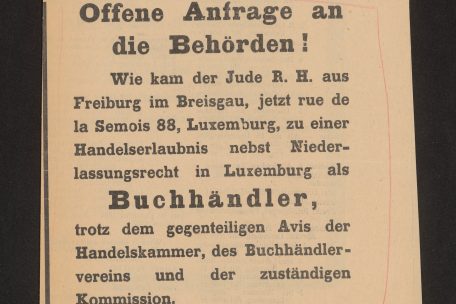 Offene Anfrage an
die Behörden!
Wie kam der Jude R. H. aus
Freiburg im Breisgau, jetzt rue de
la Semois 88, Luxemburg, zu einer
Handelserlaubnis nebst Nieder-
lassungsrecht in Luxemburg als
Buchhändler,
trotz dem gegenteiligen Avis der
Handelskammer, des Buchhändler-
vereins und der zuständigen
Kommission.